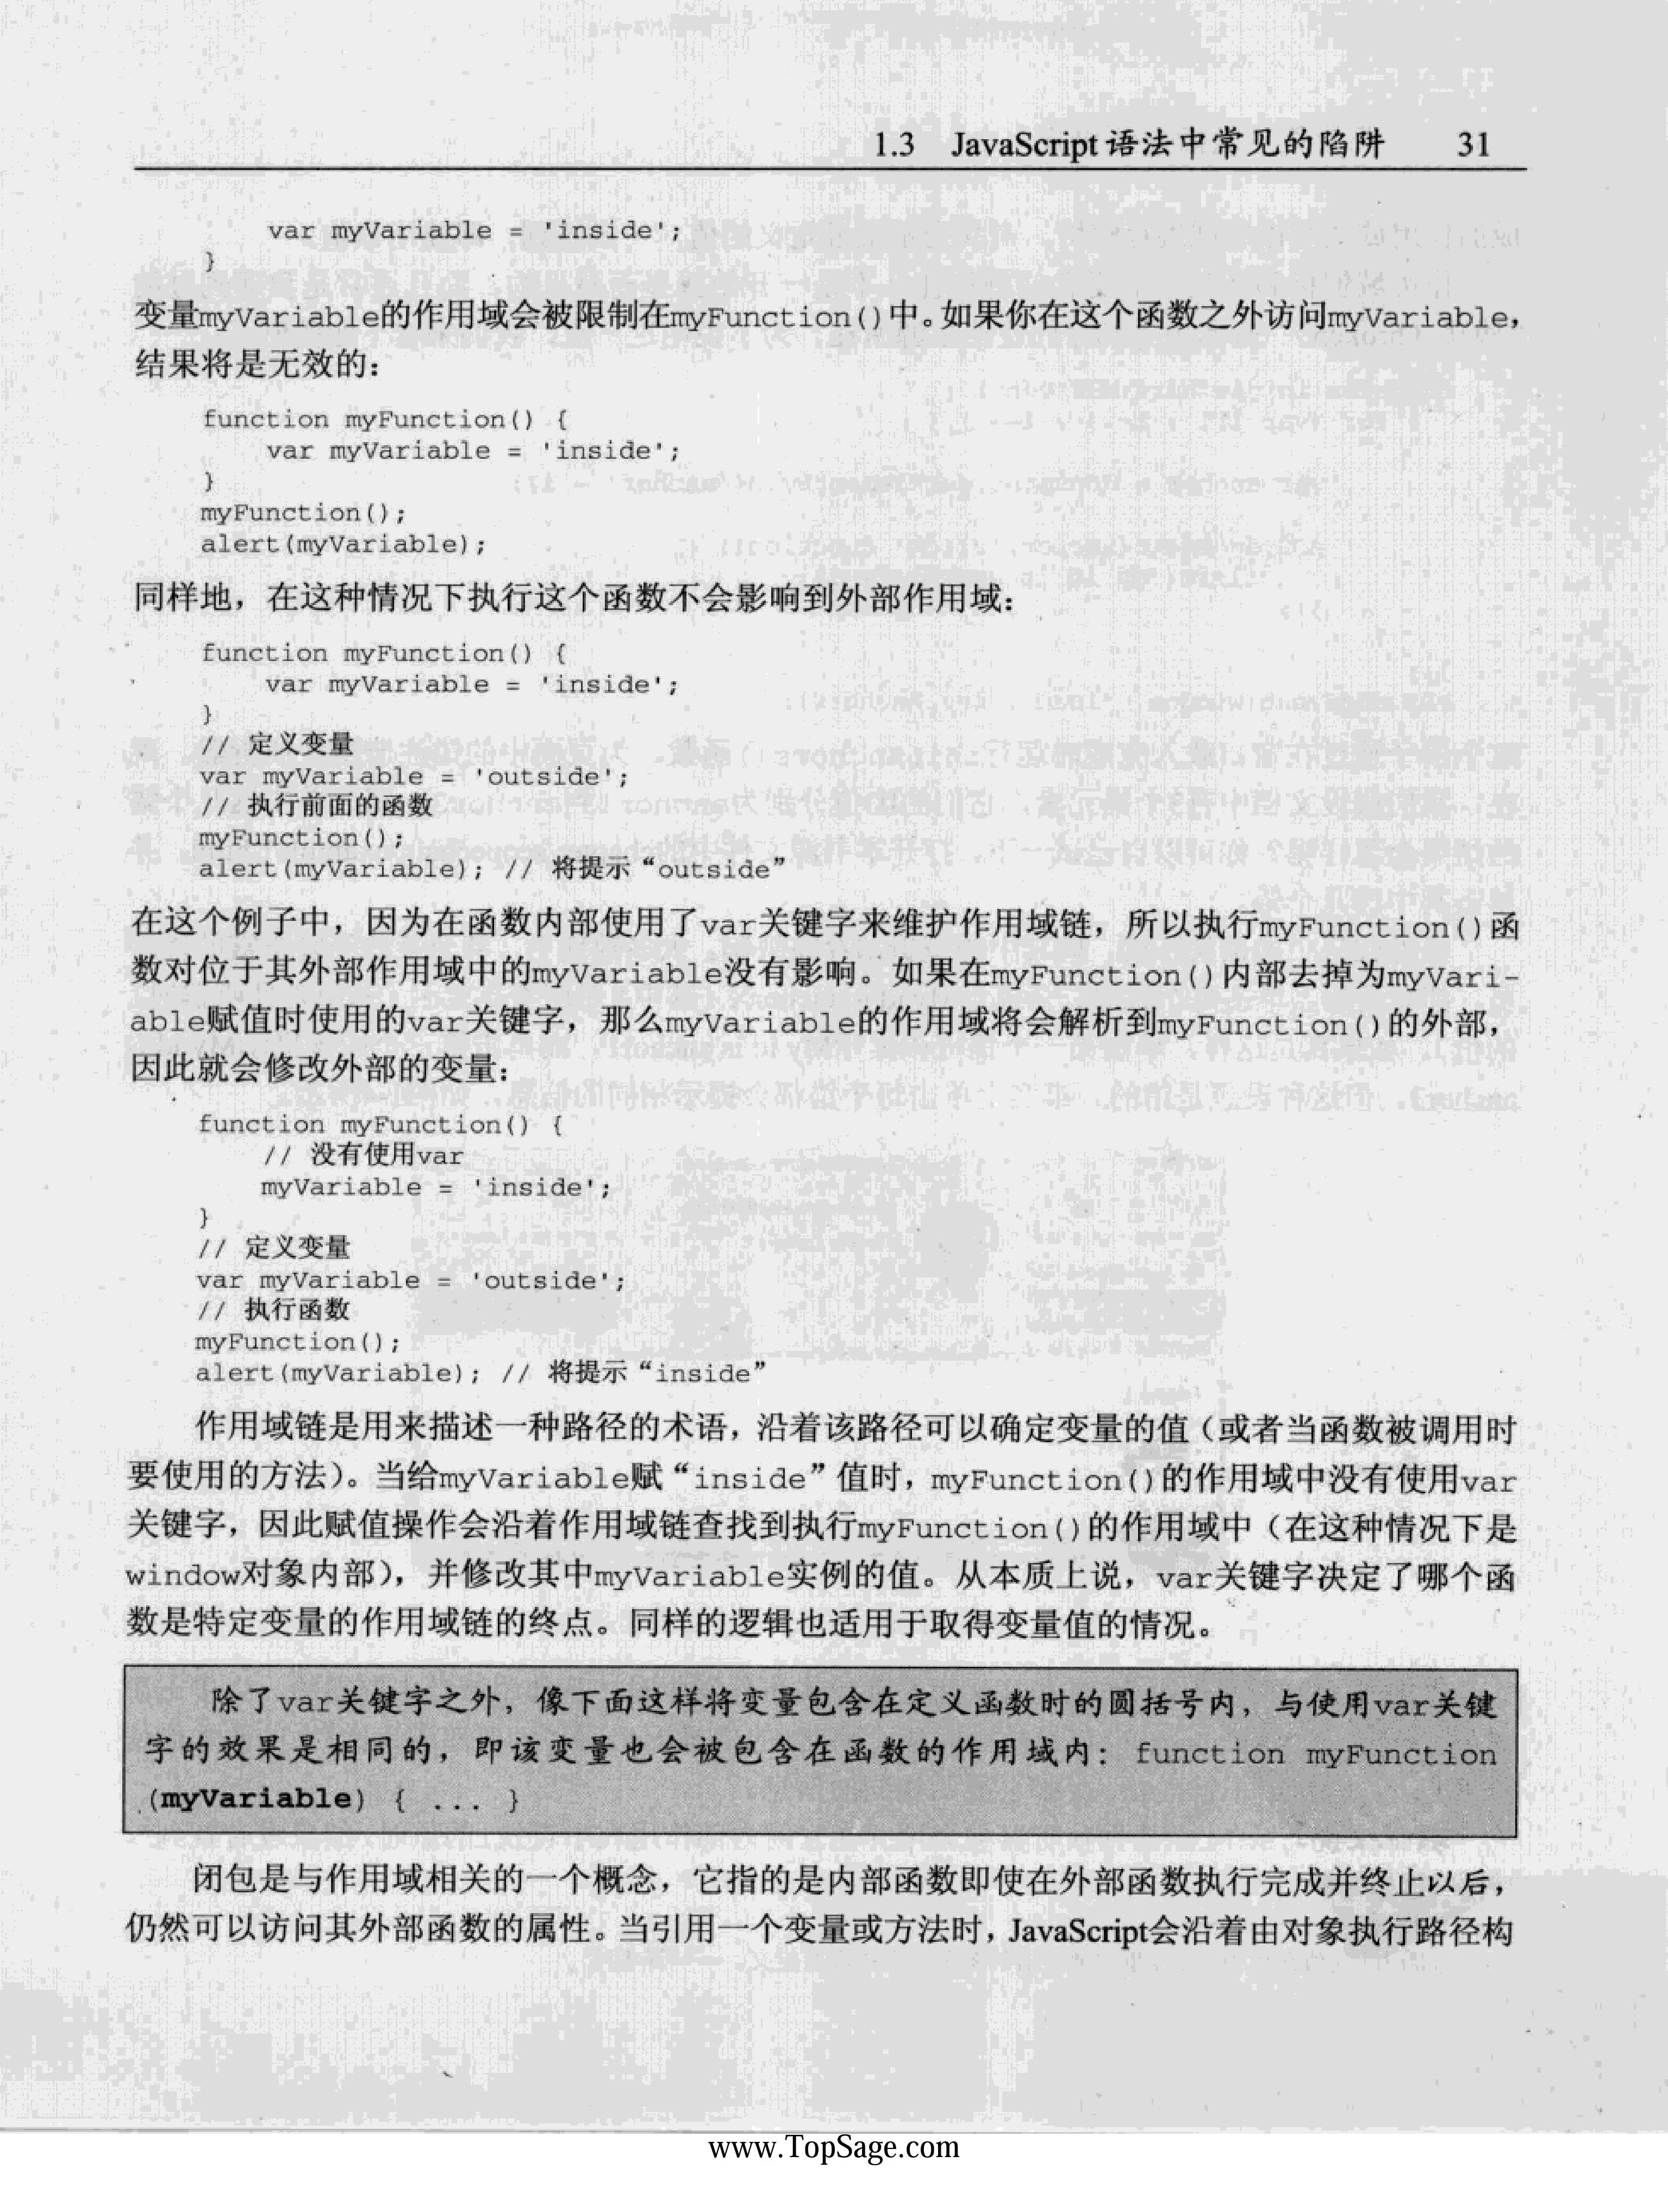 1.3 JavaScript 语法中常见的陷阱 31
var myVariable = 'inside';
}
变量myVariable的作用域会被限制在myFunction()中。如果你在这个函数之外访问myVariable,
结果将是无效的:
function myFunction() {
var myVariable = 'inside';
}
myFunction();
alert(myVariable);
同样地，在这种情况下执行这个函数不会影响到外部作用域:
function myFunction() {
var myVariable = 'inside';
}
// 定义变量
var myVariable = 'outside';
// 执行前面的函数
myFunction();
alert(myVariable); // 将提示“outside”
在这个例子中，因为在函数内部使用了var关键字来维护作用域链，所以执行myFunction()函
数对位于其外部作用域中的myVariable没有影响。如果在myFunction()内部去掉为myVari-
able赋值时使用的var关键字，那么myVariable的作用域将会解析到myFunction()的外部，
因此就会修改外部的变量:
function myFunction() {
// 没有使用var
myVariable = 'inside';
}
// 定义变量
var myVariable = 'outside';
// 执行函数
myFunction();
alert(myVariable); // 将提示“inside”
作用域链是用来描述一种路径的术语，沿着该路径可以确定变量的值（或者当函数被调用时
要使用的方法）。当给myVariable赋“inside”值时，myFunction()的作用域中没有使用var
关键字，因此赋值操作会沿着作用域链查找到执行myFunction()的作用域中（在这种情况下是
window对象内部），并修改其中myVariable实例的值。从本质上说，var关键字决定了哪个函
数是特定变量的作用域链的终点。同样的逻辑也适用于取得变量值的情况。
除了var关键字之外，像下面这样将变量包含在定义函数时的圆括号内，与使用var关键
字的效果是相同的，即该变量也会被包含在函数的作用域内: function myFunction
(myVariable) { ... }
闭包是与作用域相关的一个概念，它指的是内部函数即使在外部函数执行完成并终止以后，
仍然可以访问其外部函数的属性。当引用一个变量或方法时，JavaScript会沿着由对象执行路径构
www.TopSage.com